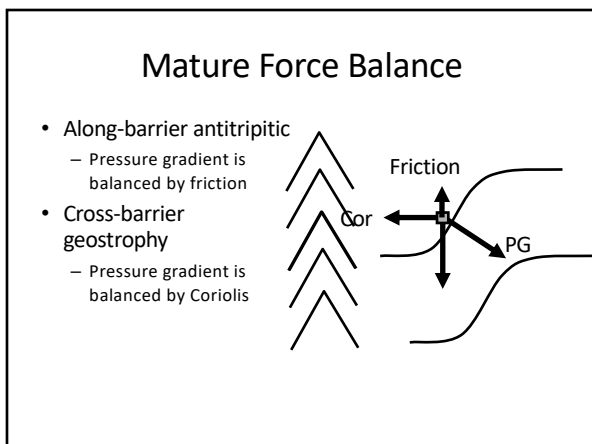 Mature Force Balance
• Along-barrier antitripitic
– Pressure gradient is
balanced by friction
• Cross-barrier
geostrophy
– Pressure gradient is
balanced by Coriolis
Friction
Cor
PG